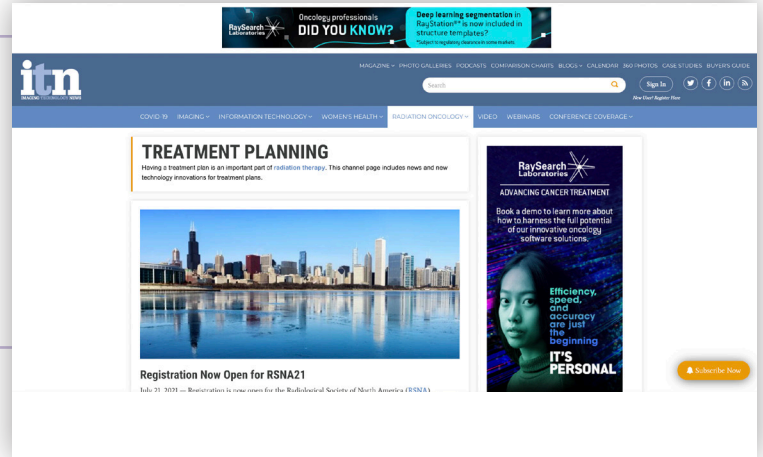 RaySearch
Laboratories
Oncology professionals
DID YOU KNOW?
Deep learning segmentation in
RayStation®* is now included in
structure templates?
*Subject to regulatory clearance in some markets.
itn
IMAGING TECHNOLOGY NEWS
MAGAZINE PHOTO GALLERIES PODCASTS COMPARISON CHARTS BLOGS CALENDAR 360 PHOTOS CASE STUDIES BUYER'S GUIDE
Search
Sign In
New User? Register Here
COVID-19 IMAGING INFORMATION TECHNOLOGY WOMEN'S HEALTH RADIATION ONCOLOGY VIDEO WEBINARS CONFERENCE COVERAGE
TREATMENT PLANNING
Having a treatment plan is an important part of radiation therapy. This channel page includes news and new
technology innovations for treatment plans.
RaySearch
Laboratories
ADVANCING CANCER TREATMENT
Book a demo to learn more about
how to harness the full potential
of our innovative oncology
software solutions.
Efficiency,
speed,
and
accuracy
are just
the
beginning
IT'S
PERSONAL
Registration Now Open for RSNA21
July 21, 2021 — Registration is now open for the Radiological Society of North America (RSNA)
Subscribe Now